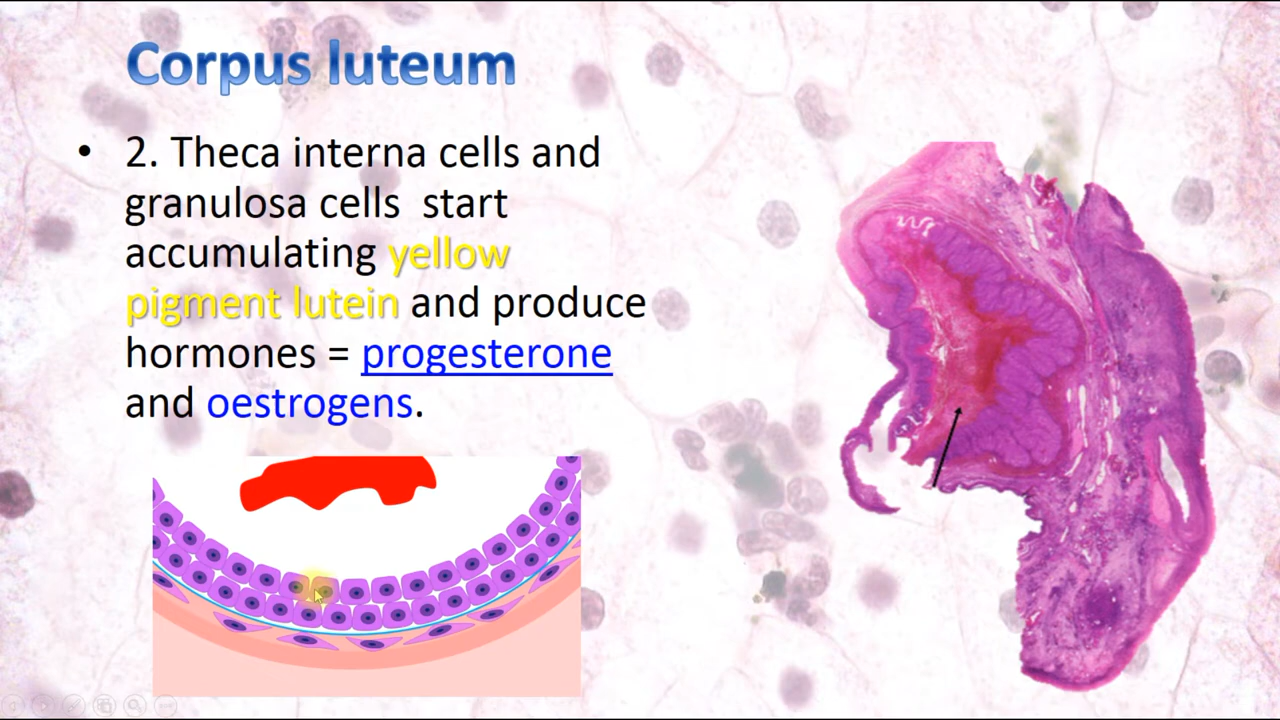 Corpus luteum
• 2. Theca interna cells and
granulosa cells  start
accumulating yellow
pigment lutein and produce
hormones = progesterone
and oestrogens.